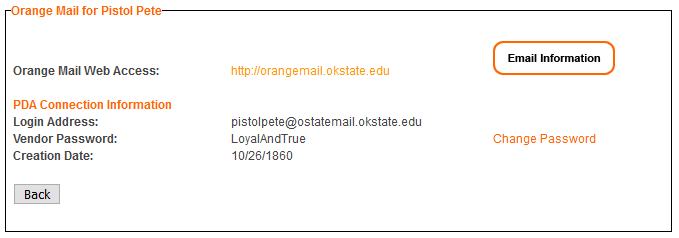 Orange Mail for Pistol Pete
Email Information
Orange Mail Web Access: http://orangemail.okstate.edu
PDA Connection Information
Login Address: pistolpete@ostatemail.okstate.edu
Vendor Password: LoyalAndTrue Change Password
Creation Date: 10/26/1860
Back